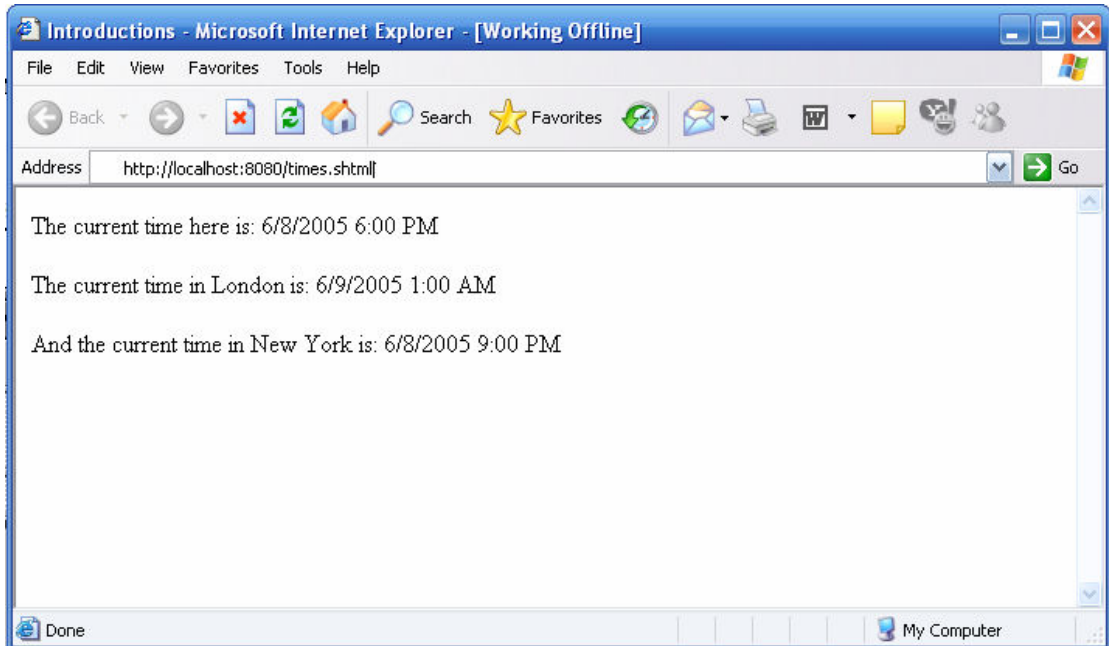 Introductions - Microsoft Internet Explorer - [Working Offline]
File Edit View Favorites Tools Help
Back Search Favorites W Y!
Address http://localhost:8080/times.shtml Go
The current time here is: 6/8/2005 6:00 PM
The current time in London is: 6/9/2005 1:00 AM
And the current time in New York is: 6/8/2005 9:00 PM
Done My Computer